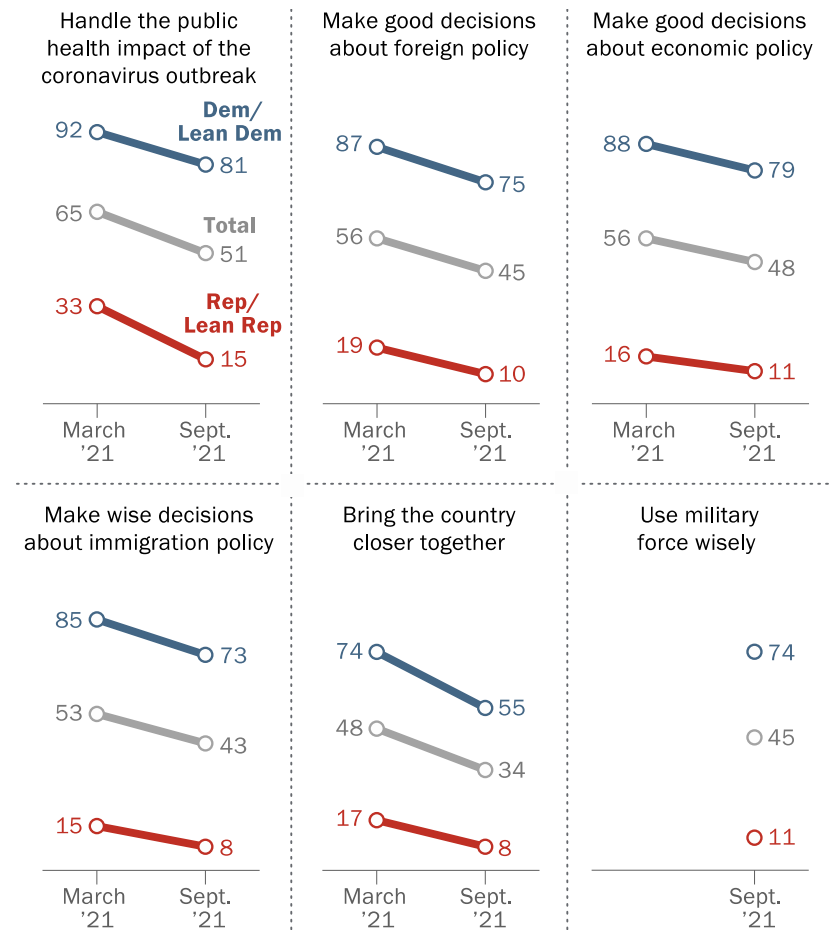 Handle the public
health impact of the
coronavirus outbreak
Dem/
Lean Dem
92
81
Total
65
51
Rep/
Lean Rep
33
15
March
'21
Sept.
'21
Make good decisions
about foreign policy
87
75
56
45
19
10
March
'21
Sept.
'21
Make good decisions
about economic policy
88
79
56
48
16
11
March
'21
Sept.
'21
Make wise decisions
about immigration policy
85
73
53
43
15
8
March
'21
Sept.
'21
Bring the country
closer together
74
55
48
34
17
8
March
'21
Sept.
'21
Use military
force wisely
74
45
11
Sept.
'21